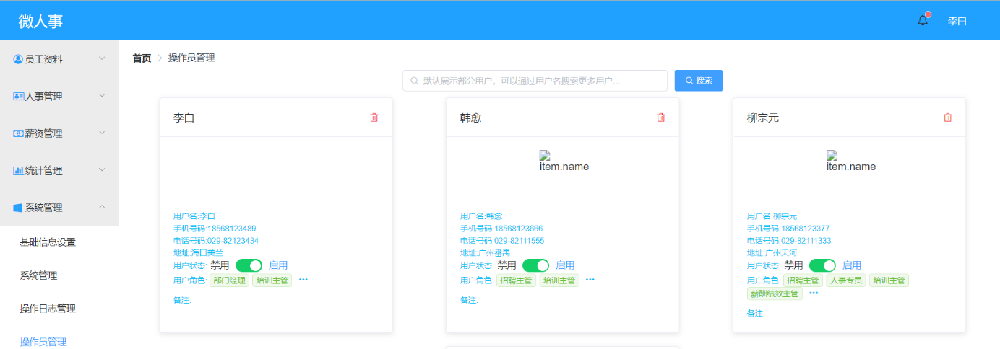 微人事
李白
员工资料
人事管理
薪资管理
统计管理
系统管理
基础信息设置
系统管理
操作日志管理
操作员管理
首页 > 操作员管理
默认展示部分用户，可以通过用户名搜索更多用户...
搜索
李白
用户名:李白
手机号码:18568123489
电话号码:029-82123434
地址:海口美兰
用户状态: 禁用 启用
用户角色: 部门经理 培训主管 •••
备注:
韩愈
item.name
用户名:韩愈
手机号码:18568123666
电话号码:029-82111555
地址:广州番禺
用户状态: 禁用 启用
用户角色: 招聘主管 培训主管 •••
备注:
柳宗元
item.name
用户名:柳宗元
手机号码:18568123377
电话号码:029-82111333
地址:广州天河
用户状态: 禁用 启用
用户角色: 招聘主管 人事专员 培训主管
薪酬绩效主管 •••
备注: